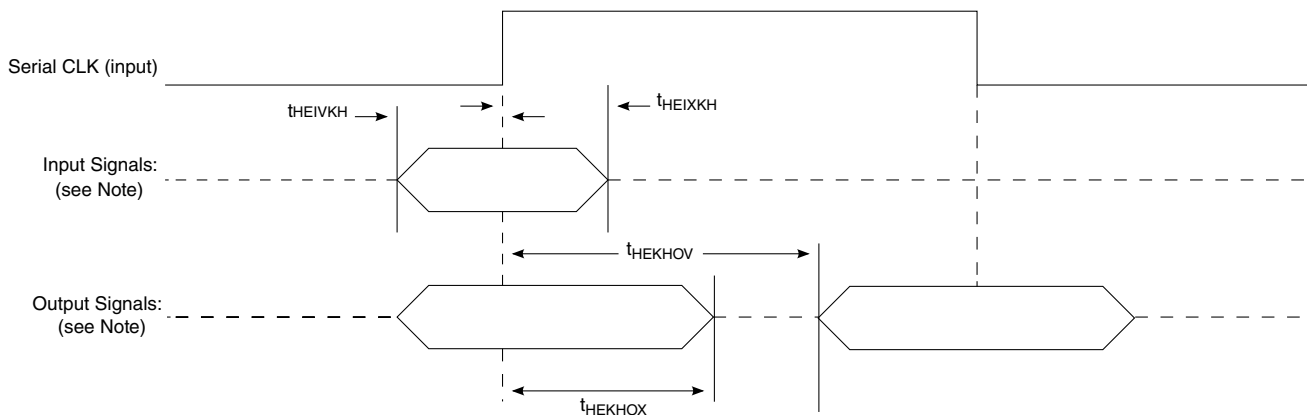 Serial CLK (input)
tHEIVKH
tHEIXKH
Input Signals:
(see Note)
tHEKHOV
Output Signals:
(see Note)
tHEKHOX